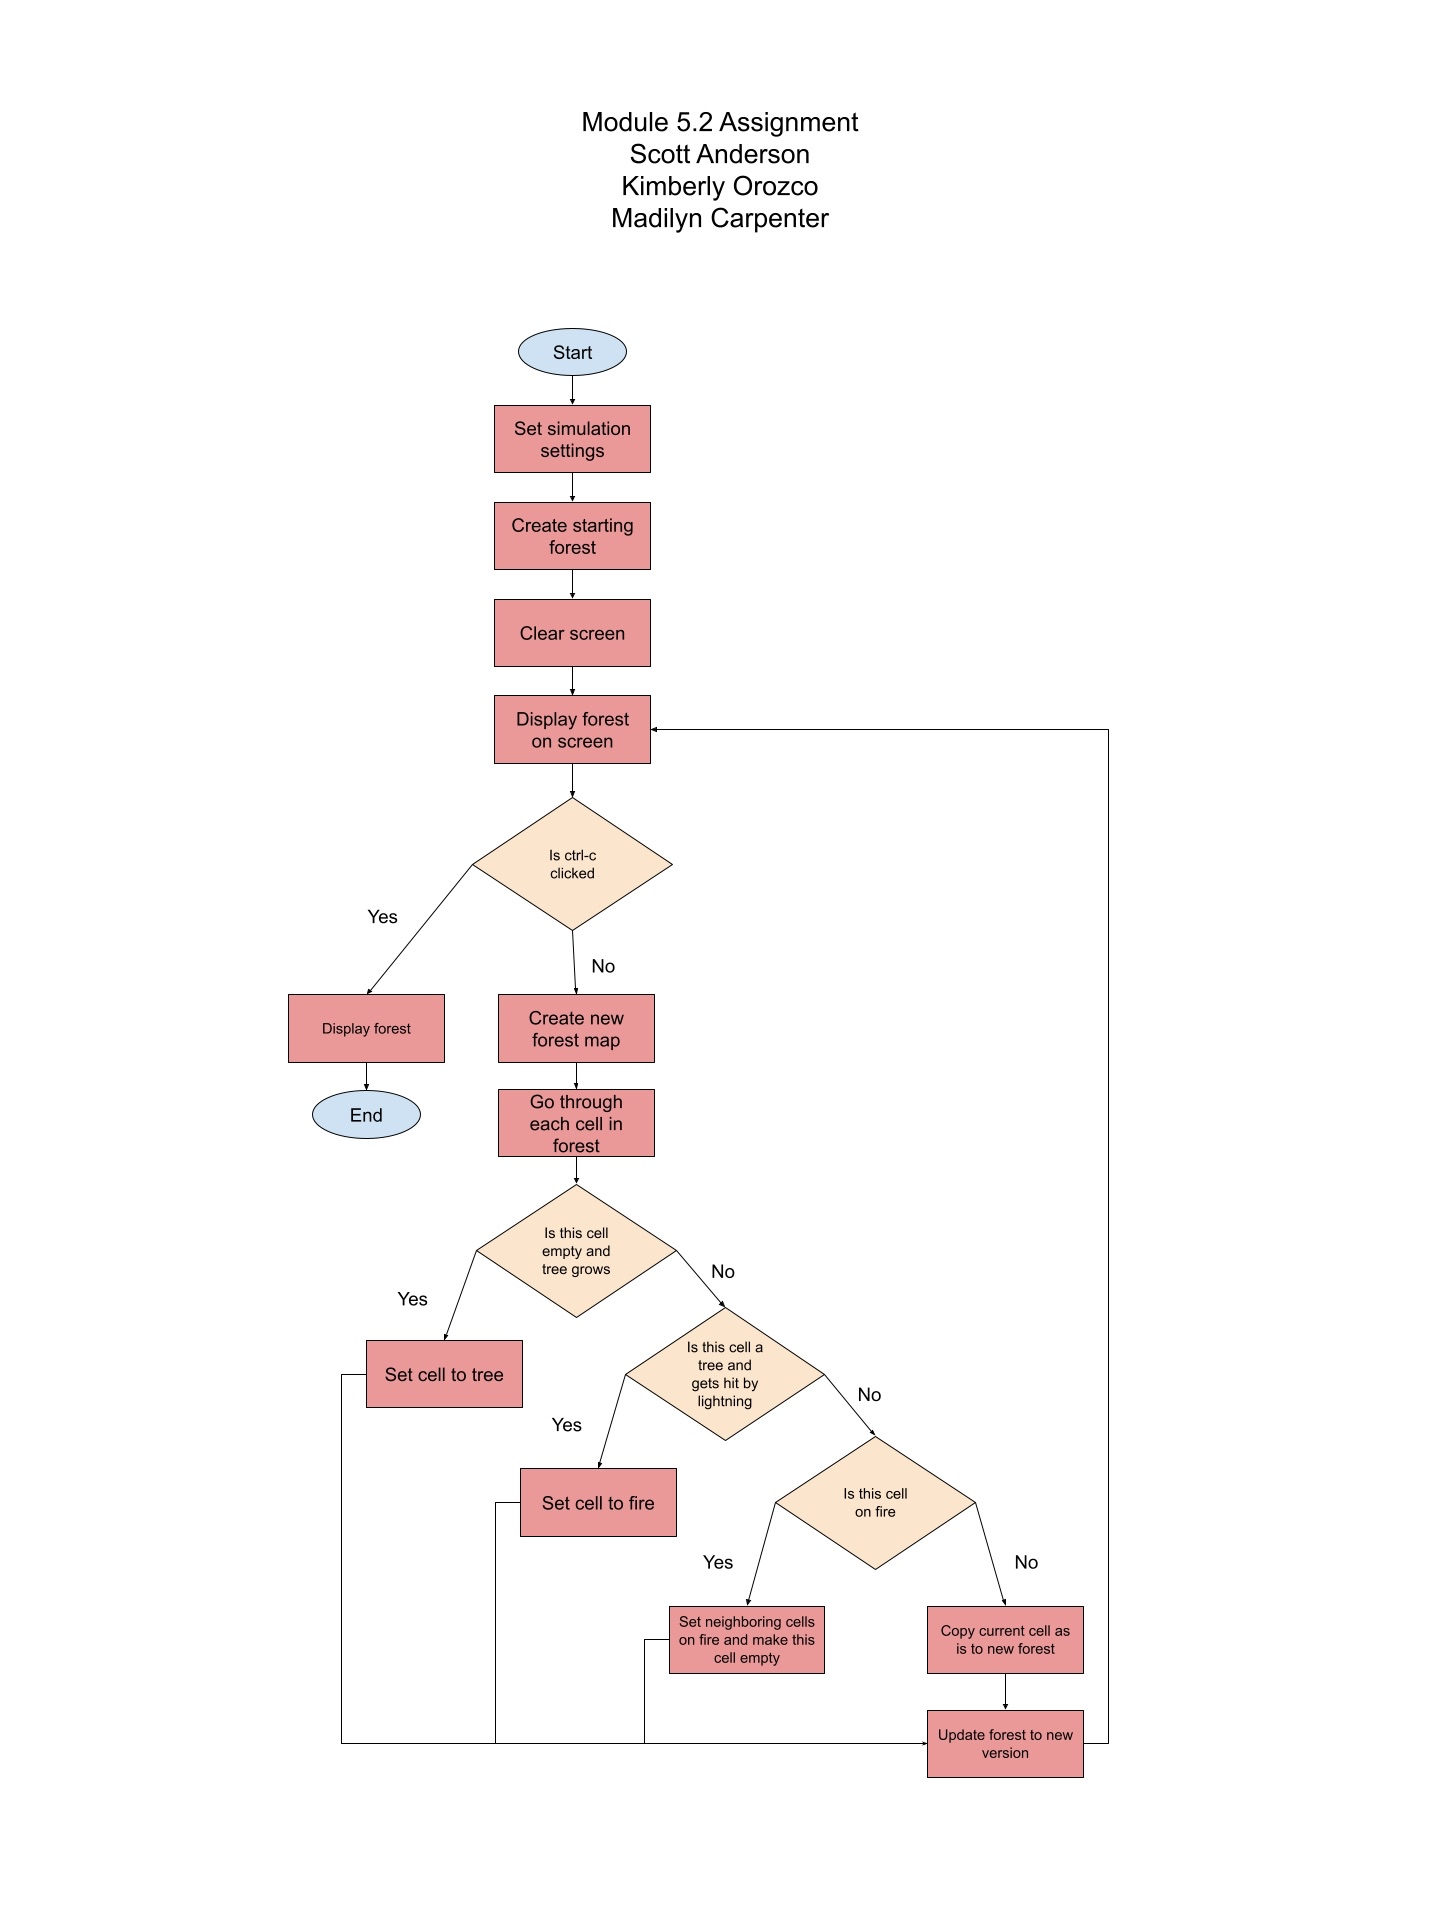 Module 5.2 Assignment
Scott Anderson
Kimberly Orozco
Madilyn Carpenter
Start
Set simulation
settings
Create starting
forest
Clear screen
Display forest
on screen
Is ctrl-c
clicked
Yes
No
Display forest
Create new
forest map
End
Go through
each cell in
forest
Is this cell
empty and
tree grows
Yes
No
Set cell to tree
Is this cell a
tree and
gets hit by
lightning
Yes
No
Set cell to fire
Is this cell
on fire
Yes
No
Set neighboring cells
on fire and make this
cell empty
Copy current cell as
is to new forest
Update forest to new
version